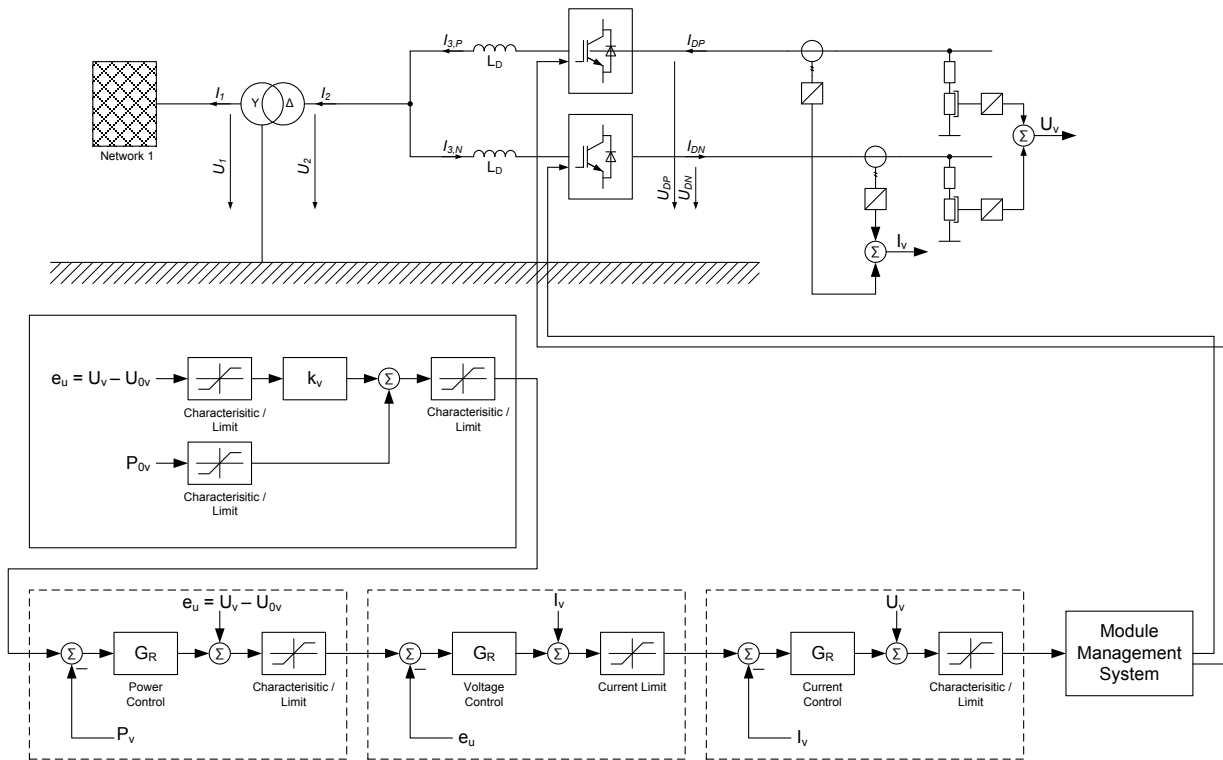 I3,P
LD
IDP
I1
Y
Δ
I2
Network 1
U1
U2
Σ
Uv
I3,N
LD
IDN
UDP
UDN
Σ
Iv
eu = Uv – U0v
kv
Σ
Characterisitic /
Limit
Characterisitic /
Limit
P0v
Characterisitic /
Limit
eu = Uv – U0v
Iv
Uv
Σ
GR
Σ
Σ
GR
Σ
Σ
GR
Σ
Module
Management
System
Power
Control
Characterisitic /
Limit
Voltage
Control
Current Limit
Current
Control
Characterisitic /
Limit
Pv
eu
Iv